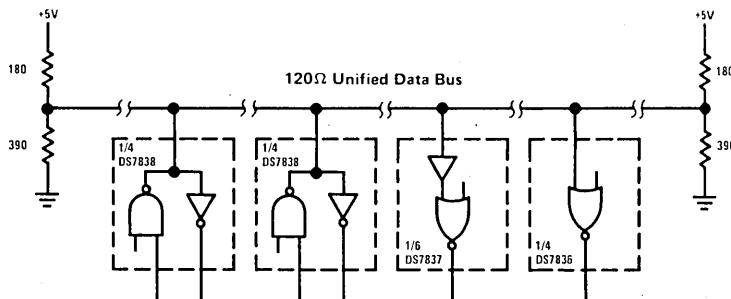 +5V
+5V
180
180
120Ω Unified Data Bus
390
390
1/4
DS7838
1/4
DS7838
1/6
DS7837
1/4
DS7836